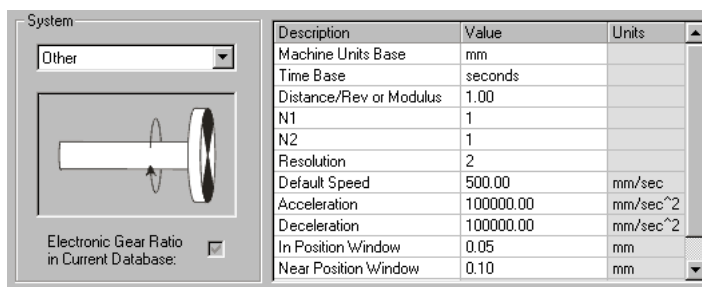 System
Other
Electronic Gear Ratio
in Current Database:
Description Value Units
Machine Units Base mm
Time Base seconds
Distance/Rev or Modulus 1.00
N1 1
N2 1
Resolution 2
Default Speed 500.00 mm/sec
Acceleration 100000.00 mm/sec^2
Deceleration 100000.00 mm/sec^2
In Position Window 0.05 mm
Near Position Window 0.10 mm